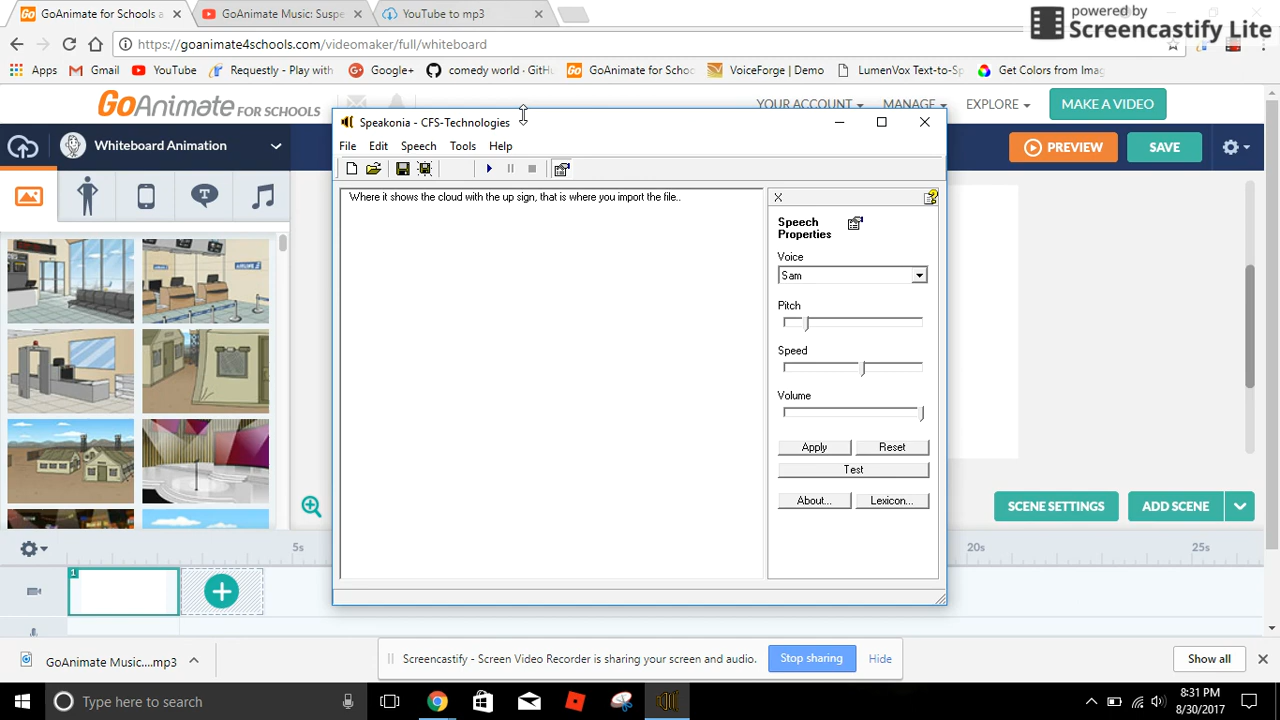 GoAnimate for Schools a
GoAnimate Music: Suspe
YouTube to mp3
powered by
Screencastify Lite
https://goanimate4schools.com/videomaker/full/whiteboard
Apps
Gmail
YouTube
Requestly - Play with
Google+
comedy world - GitH
GoAnimate for Scho
VoiceForge | Demo
LumenVox Text-to-Sp
Get Colors from Imag
GoAnimate FOR SCHOOLS
YOUR ACCOUNT
MANAGE
EXPLORE
MAKE A VIDEO
Whiteboard Animation
PREVIEW
SAVE
Speakonia - CFS-Technologies
File Edit Speech Tools Help
Where it shows the cloud with the up sign, that is where you import the file..
Speech
Properties
Voice
Sam
Pitch
Speed
Volume
Apply
Reset
Test
About...
Lexicon...
SCENE SETTINGS
ADD SCENE
5s
20s
25s
1
GoAnimate Music....mp3
Screencastify - Screen Video Recorder is sharing your screen and audio.
Stop sharing
Hide
Show all
Type here to search
8:31 PM
8/30/2017